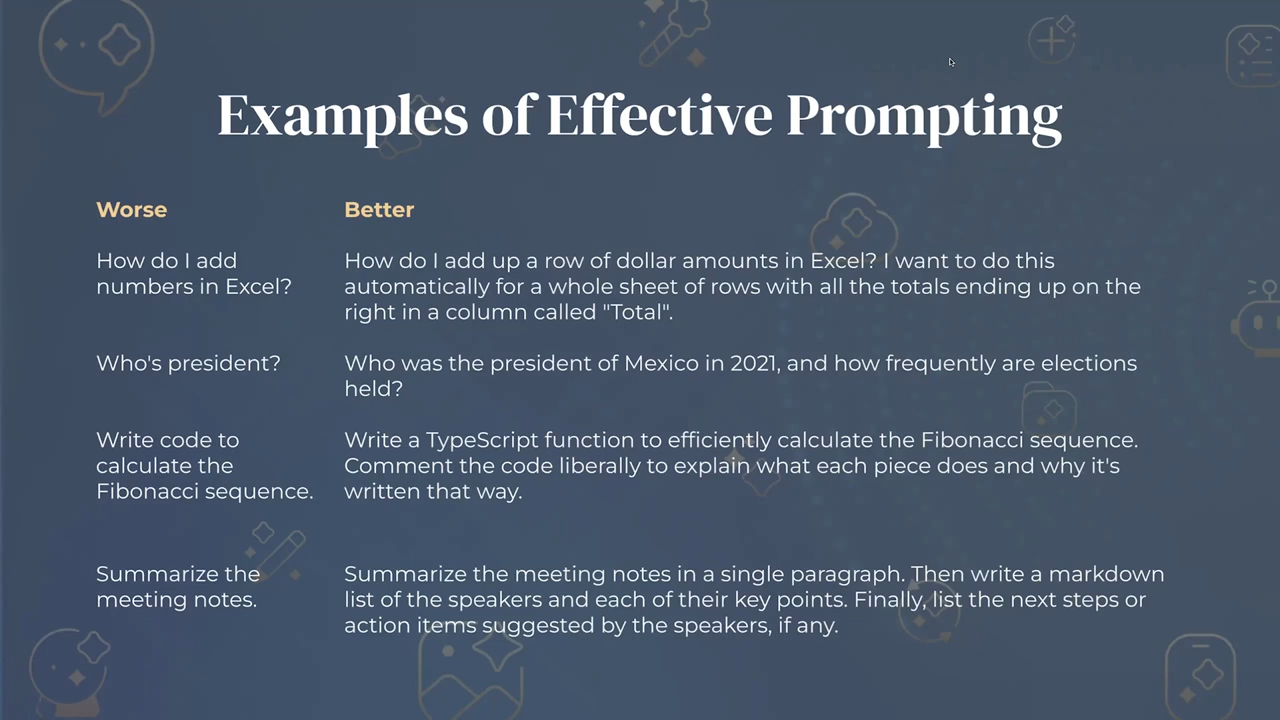 Examples of Effective Prompting
Worse
Better
How do I add
numbers in Excel?
How do I add up a row of dollar amounts in Excel? I want to do this
automatically for a whole sheet of rows with all the totals ending up on the
right in a column called "Total".
Who's president?
Who was the president of Mexico in 2021, and how frequently are elections
held?
Write code to
calculate the
Fibonacci sequence.
Write a TypeScript function to efficiently calculate the Fibonacci sequence.
Comment the code liberally to explain what each piece does and why it's
written that way.
Summarize the
meeting notes.
Summarize the meeting notes in a single paragraph. Then write a markdown
list of the speakers and each of their key points. Finally, list the next steps or
action items suggested by the speakers, if any.